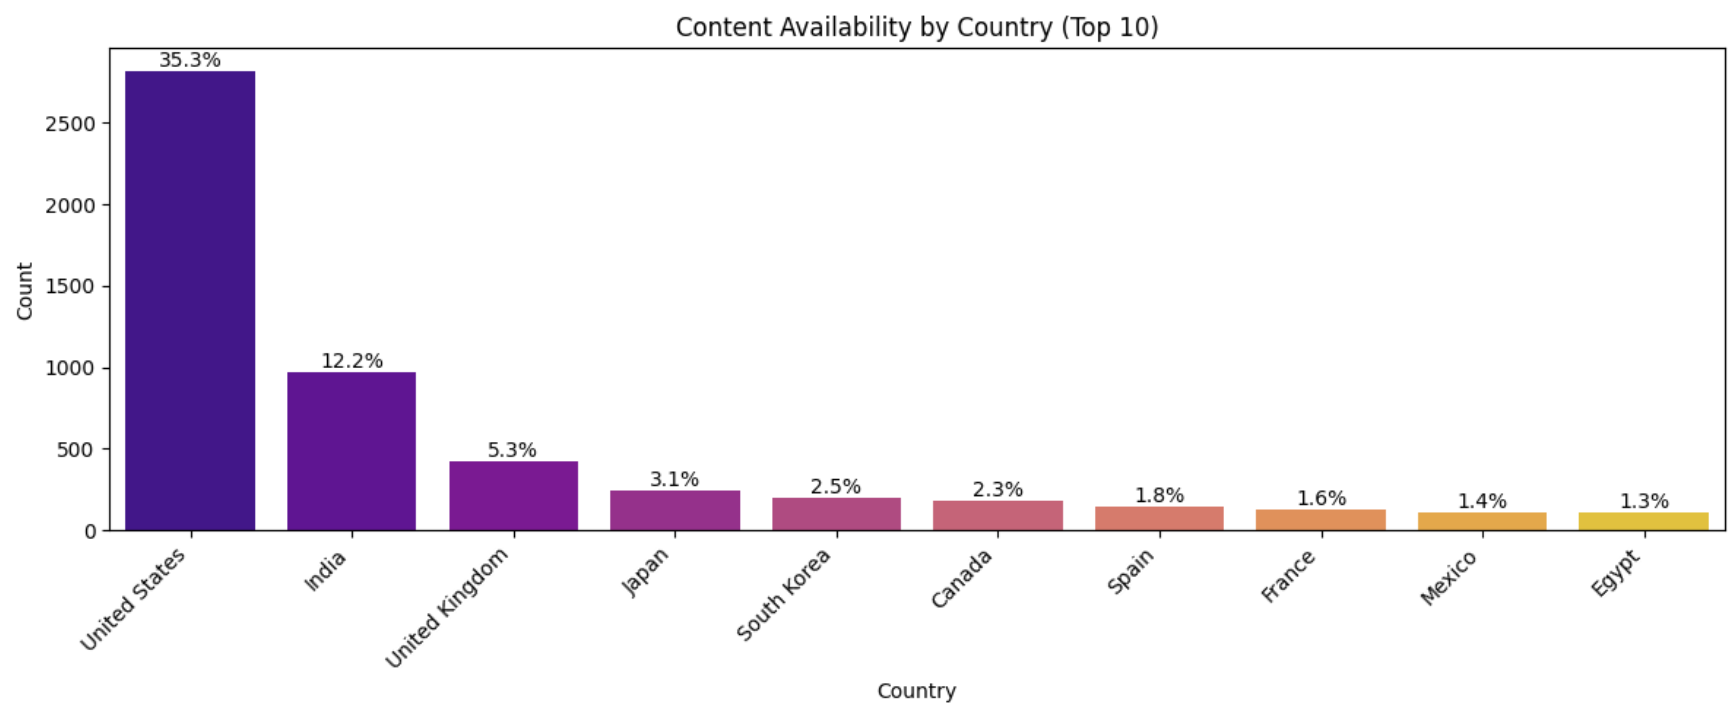 Content Availability by Country (Top 10)
35.3%
12.2%
5.3%
3.1%
2.5%
2.3%
1.8%
1.6%
1.4%
1.3%
2500
2000
1500
1000
500
0
Count
United States
India
United Kingdom
Japan
South Korea
Canada
Spain
France
Mexico
Egypt
Country